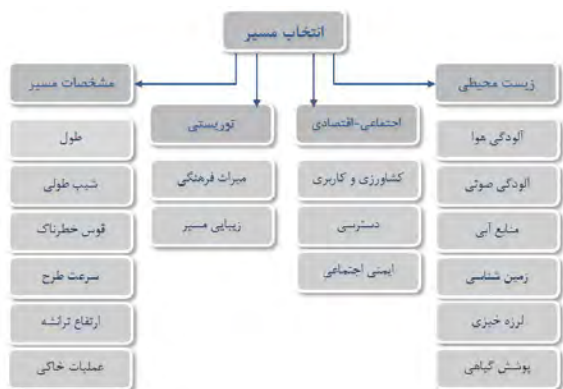 انتخاب مسیر
زیست محیطی
آلودگی هوا
آلودگی صوتی
منابع آبی
زمین شناسی
لرزه خیزی
پوشش گیاهی
اجتماعی-اقتصادی
کشاورزی و کاربری
دسترسی
ایمنی اجتماعی
توریستی
میراث فرهنگی
زیبایی مسیر
مشخصات مسیر
طول
شیب طولی
قوس خطرناک
سرعت طرح
ارتفاع ترانشه
عملیات خاکی